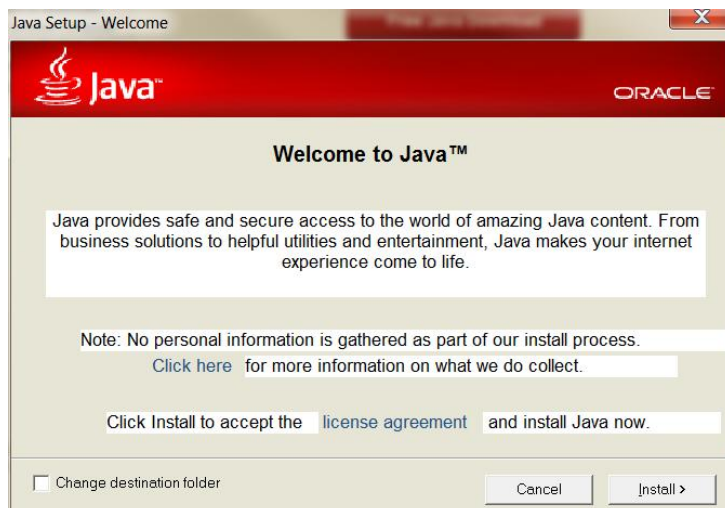 Java Setup - Welcome
Free Java Download
Java™
ORACLE
Welcome to Java™
Java provides safe and secure access to the world of amazing Java content. From
business solutions to helpful utilities and entertainment, Java makes your internet
experience come to life.
Note: No personal information is gathered as part of our install process.
Click here for more information on what we do collect.
Click Install to accept the license agreement and install Java now.
Change destination folder
Cancel
Install >